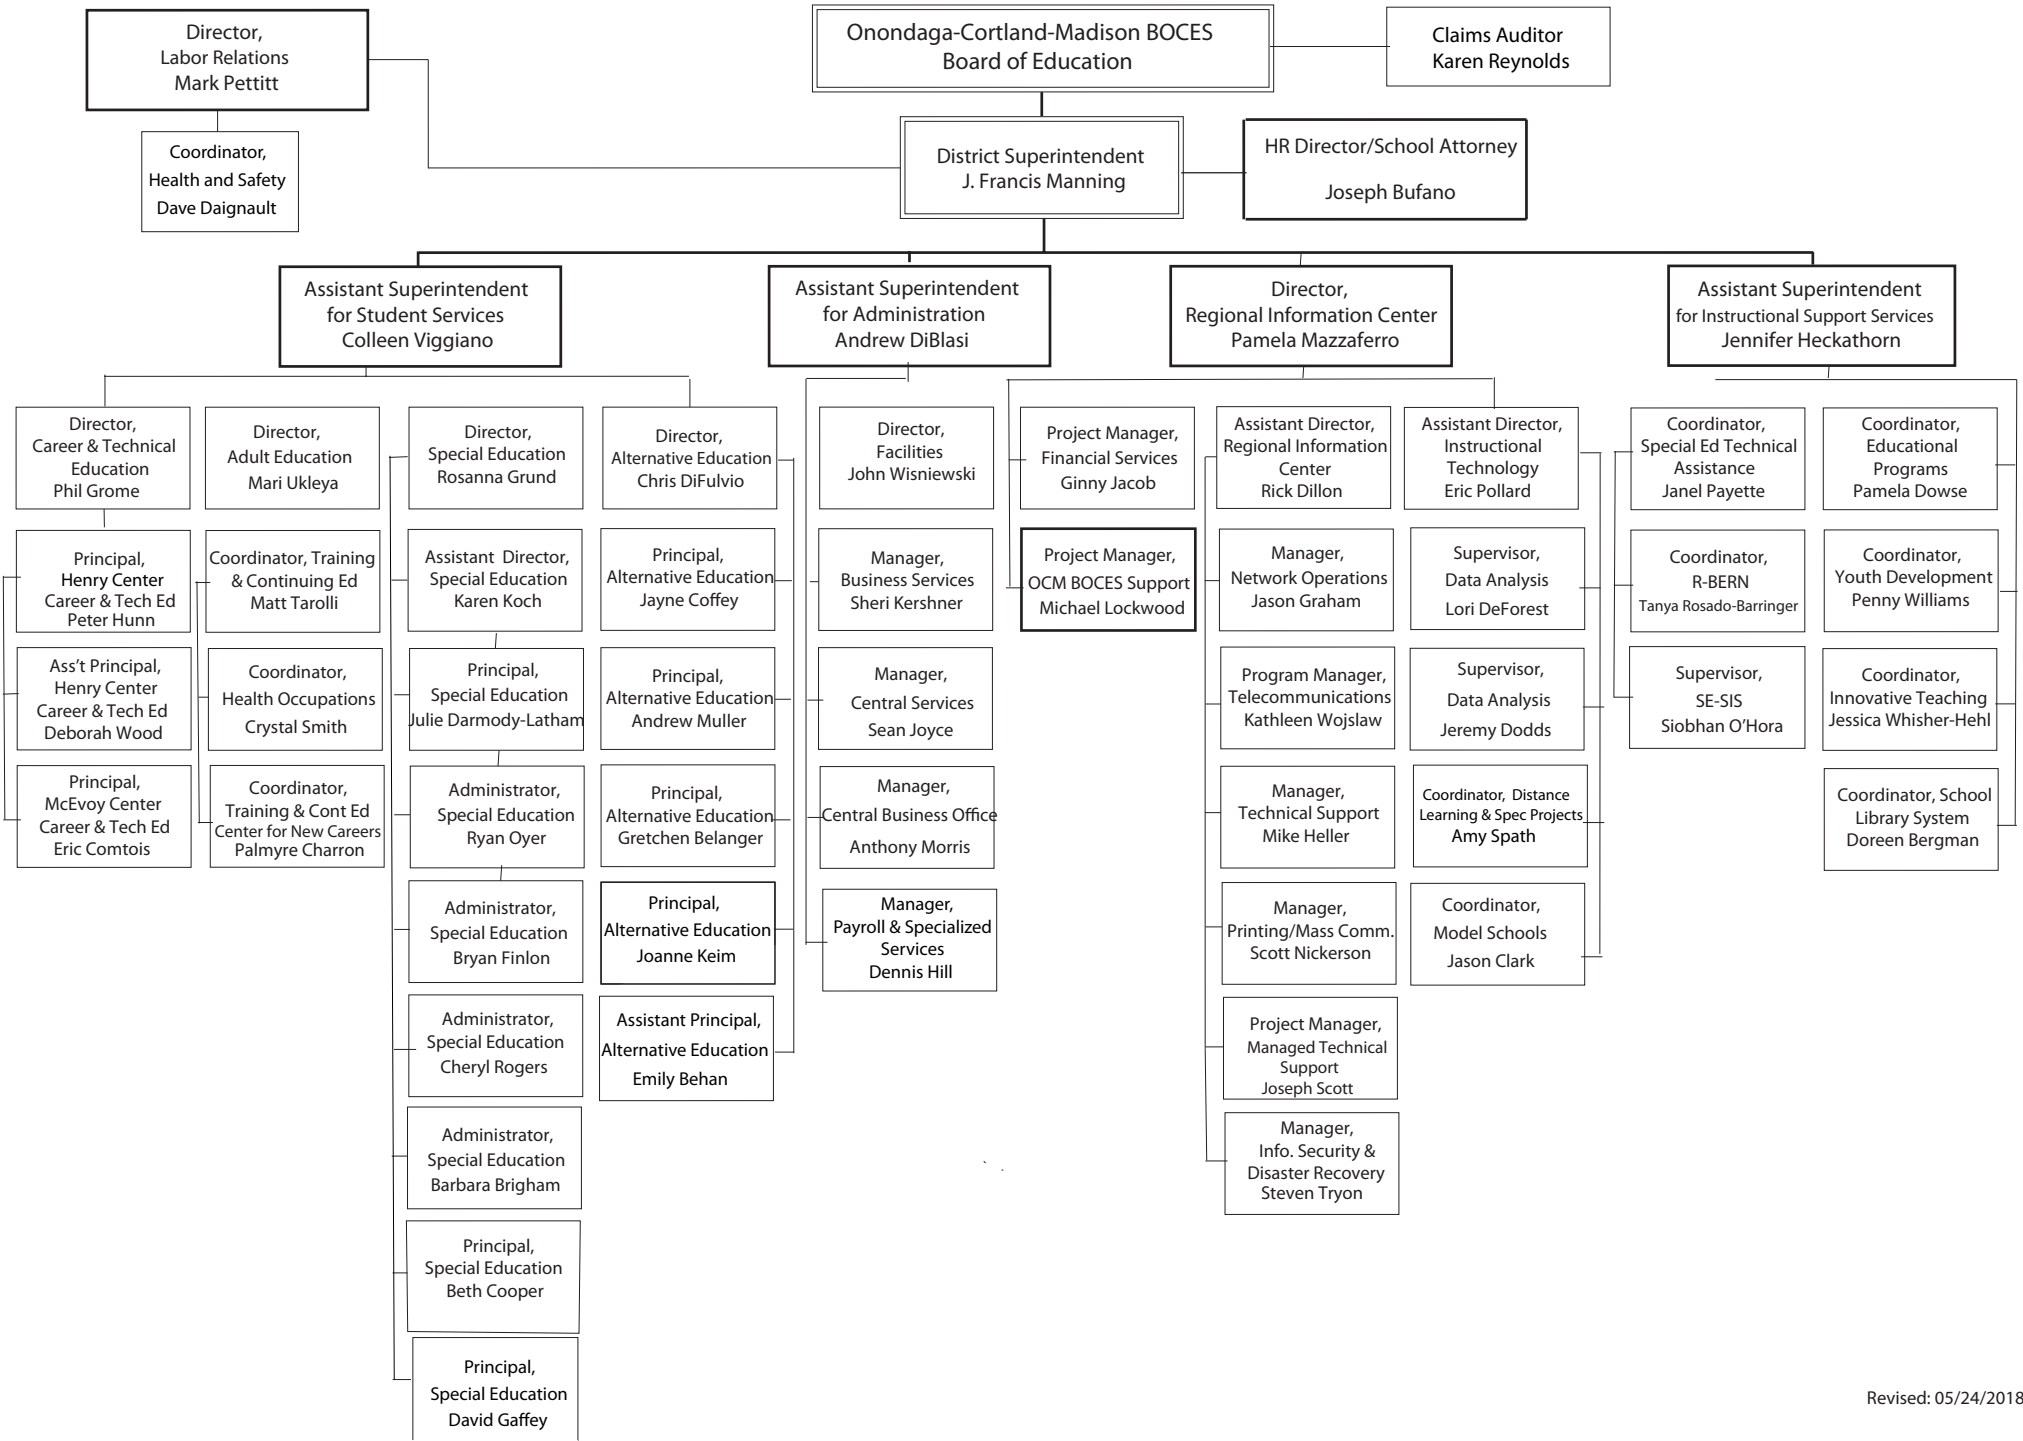 Director,
Labor Relations
Mark Pettitt
Onondaga-Cortland-Madison BOCES
Board of Education
Claims Auditor
Karen Reynolds
Coordinator,
Health and Safety
Dave Daignault
District Superintendent
J. Francis Manning
HR Director/School Attorney
Joseph Bufano
Assistant Superintendent
for Student Services
Colleen Viggiano
Assistant Superintendent
for Administration
Andrew DiBlasi
Director,
Regional Information Center
Pamela Mazzaferro
Assistant Superintendent
for Instructional Support Services
Jennifer Heckathorn
Director,
Career & Technical
Education
Phil Grome
Principal,
Henry Center
Career & Tech Ed
Peter Hunn
Ass't Principal,
Henry Center
Career & Tech Ed
Deborah Wood
Principal,
McEvoy Center
Career & Tech Ed
Eric Comtois
Director,
Adult Education
Mari Ukleya
Coordinator, Training
& Continuing Ed
Matt Tarolli
Coordinator,
Health Occupations
Crystal Smith
Coordinator,
Training & Cont Ed
Center for New Careers
Palmyre Charron
Director,
Special Education
Rosanna Grund
Assistant Director,
Special Education
Karen Koch
Principal,
Special Education
Julie Darmody-Latham
Administrator,
Special Education
Ryan Oyer
Administrator,
Special Education
Bryan Finlon
Administrator,
Special Education
Cheryl Rogers
Administrator,
Special Education
Barbara Brigham
Principal,
Special Education
Beth Cooper
Principal,
Special Education
David Gaffey
Director,
Alternative Education
Chris DiFulvio
Principal,
Alternative Education
Jayne Coffey
Principal,
Alternative Education
Andrew Muller
Principal,
Alternative Education
Gretchen Belanger
Principal,
Alternative Education
Joanne Keim
Assistant Principal,
Alternative Education
Emily Behan
Director,
Facilities
John Wisniewski
Manager,
Business Services
Sheri Kershner
Manager,
Central Services
Sean Joyce
Manager,
Central Business Office
Anthony Morris
Manager,
Payroll & Specialized
Services
Dennis Hill
Project Manager,
Financial Services
Ginny Jacob
Project Manager,
OCM BOCES Support
Michael Lockwood
Assistant Director,
Regional Information
Center
Rick Dillon
Manager,
Network Operations
Jason Graham
Program Manager,
Telecommunications
Kathleen Wojslaw
Manager,
Technical Support
Mike Heller
Manager,
Printing/Mass Comm.
Scott Nickerson
Project Manager,
Managed Technical
Support
Joseph Scott
Manager,
Info. Security &
Disaster Recovery
Steven Tryon
Assistant Director,
Instructional
Technology
Eric Pollard
Supervisor,
Data Analysis
Lori DeForest
Supervisor,
Data Analysis
Jeremy Dodds
Coordinator, Distance
Learning & Spec Projects
Amy Spath
Coordinator,
Model Schools
Jason Clark
Coordinator,
Special Ed Technical
Assistance
Janel Payette
Coordinator,
R-BERN
Tanya Rosado-Barringer
Supervisor,
SE-SIS
Siobhan O'Hora
Coordinator,
Educational
Programs
Pamela Dowse
Coordinator,
Youth Development
Penny Williams
Coordinator,
Innovative Teaching
Jessica Whisher-Hehl
Coordinator, School
Library System
Doreen Bergman
Revised: 05/24/2018